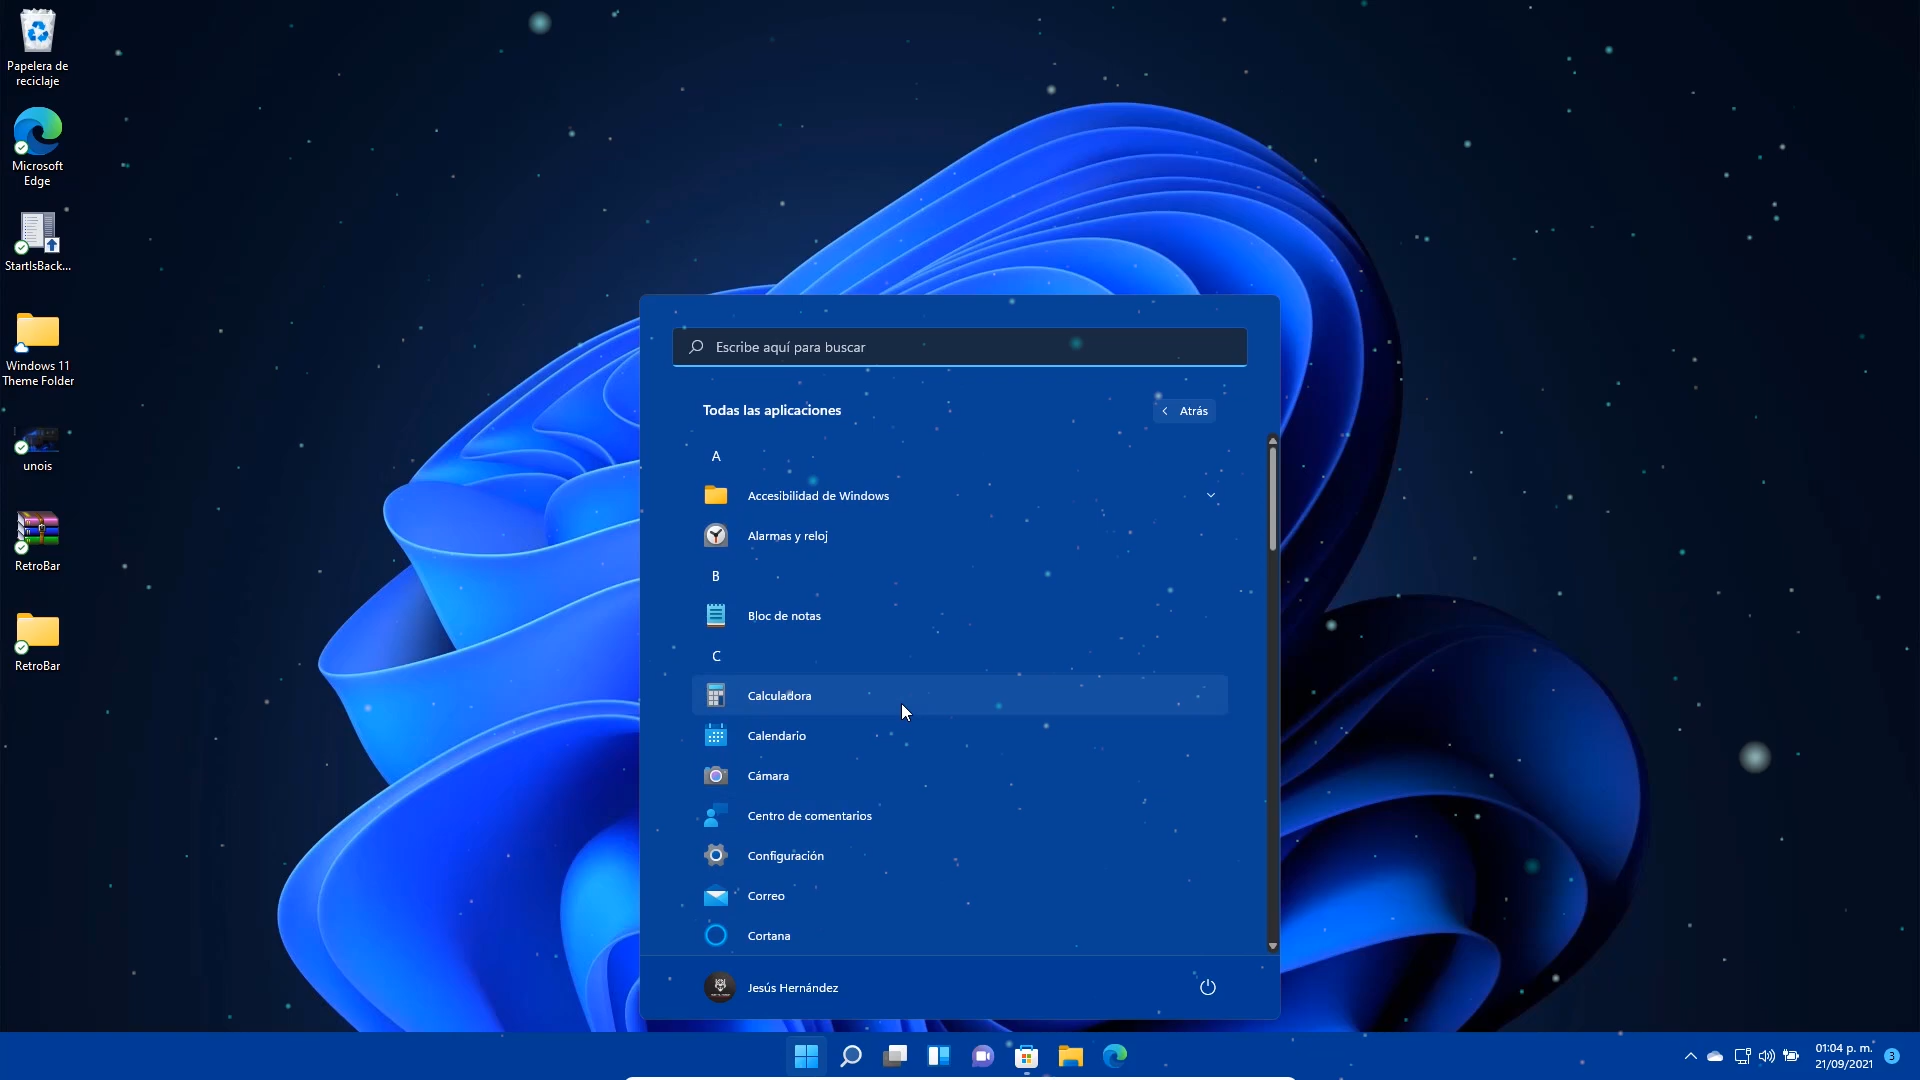 Papelera de
reciclaje
Microsoft
Edge
StartIsBack...
Windows 11
Theme Folder
unois
RetroBar
RetroBar
Escribe aquí para buscar
Todas las aplicaciones
Atrás
A
Accesibilidad de Windows
Alarmas y reloj
B
Bloc de notas
C
Calculadora
Calendario
Cámara
Centro de comentarios
Configuración
Correo
Cortana
Jesús Hernández
01:04 p. m.
21/09/2021
3